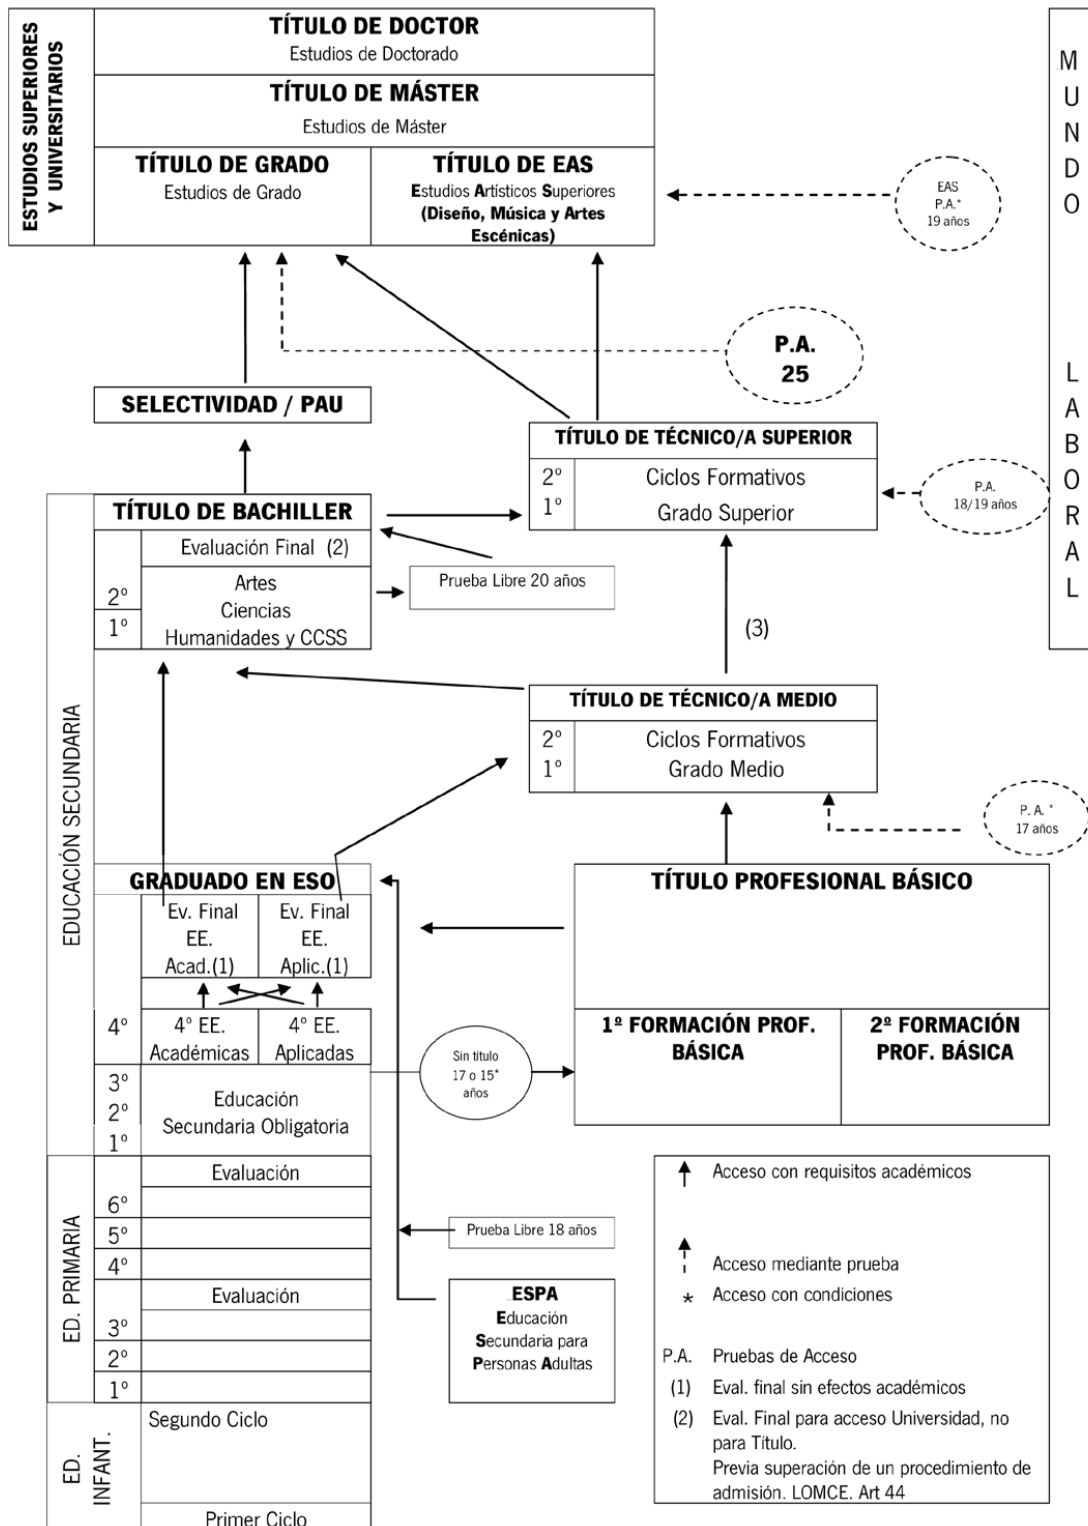 ESTUDIOS SUPERIORES
Y UNIVERSITARIOS
TÍTULO DE DOCTOR
Estudios de Doctorado
TÍTULO DE MÁSTER
Estudios de Máster
TÍTULO DE GRADO
Estudios de Grado
TÍTULO DE EAS
Estudios Artísticos Superiores
(Diseño, Música y Artes
Escénicas)
EAS
P.A.*
19 años
MUNDO LABORAL
P.A.
25
SELECTIVIDAD / PAU
TÍTULO DE TÉCNICO/A SUPERIOR
2º
1º
Ciclos Formativos
Grado Superior
P.A.
18/19 años
EDUCACIÓN SECUNDARIA
TÍTULO DE BACHILLER
Evaluación Final (2)
2º
1º
Artes
Ciencias
Humanidades y CCSS
Prueba Libre 20 años
(3)
TÍTULO DE TÉCNICO/A MEDIO
2º
1º
Ciclos Formativos
Grado Medio
P. A. *
17 años
GRADUADO EN ESO
Ev. Final
EE.
Acad.(1)
Ev. Final
EE.
Aplic.(1)
4º
4º EE.
Académicas
4º EE.
Aplicadas
3º
2º
1º
Educación
Secundaria Obligatoria
Sin título
17 o 15*
años
TÍTULO PROFESIONAL BÁSICO
1º FORMACIÓN PROF.
BÁSICA
2º FORMACIÓN
PROF. BÁSICA
ED. PRIMARIA
Evaluación
6º
5º
4º
Evaluación
3º
2º
1º
Prueba Libre 18 años
ESPA
Educación
Secundaria para
Personas Adultas
ED.
INFANT.
Segundo Ciclo
Primer Ciclo
Acceso con requisitos académicos
Acceso mediante prueba
* Acceso con condiciones
P.A. Pruebas de Acceso
(1) Eval. final sin efectos académicos
(2) Eval. Final para acceso Universidad, no
para Título.
Previa superación de un procedimiento de
admisión. LOMCE. Art 44